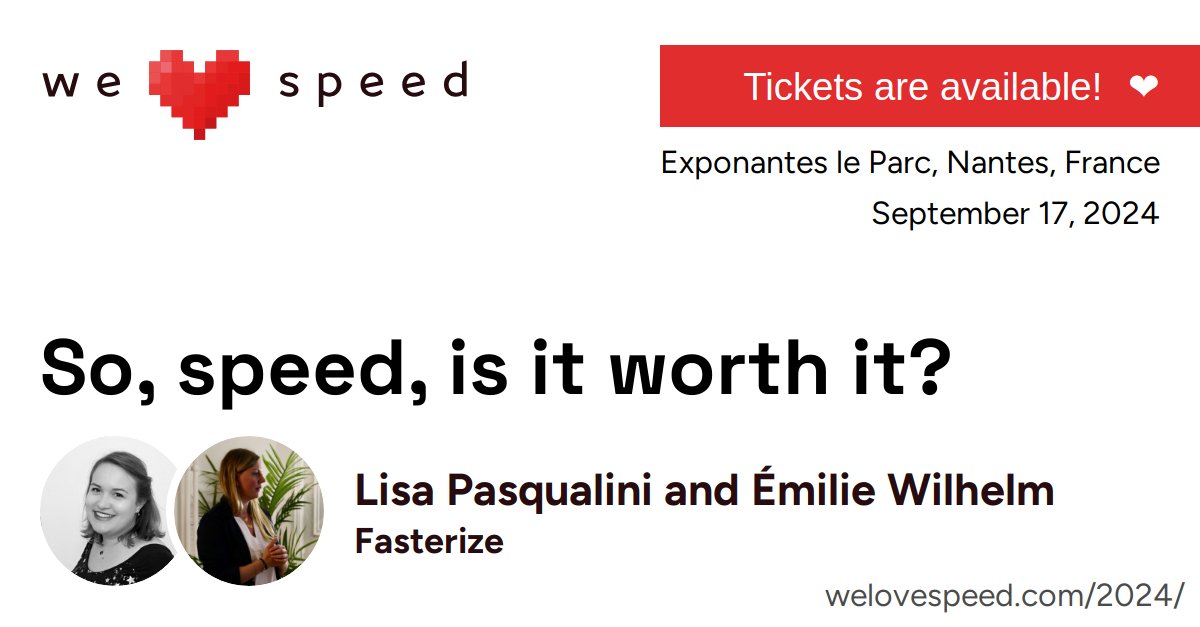 we ❤ speed
Tickets are available! ❤
Exponantes le Parc, Nantes, France
September 17, 2024
So, speed, is it worth it?
Lisa Pasqualini and Émilie Wilhelm
Fasterize
welovespeed.com/2024/